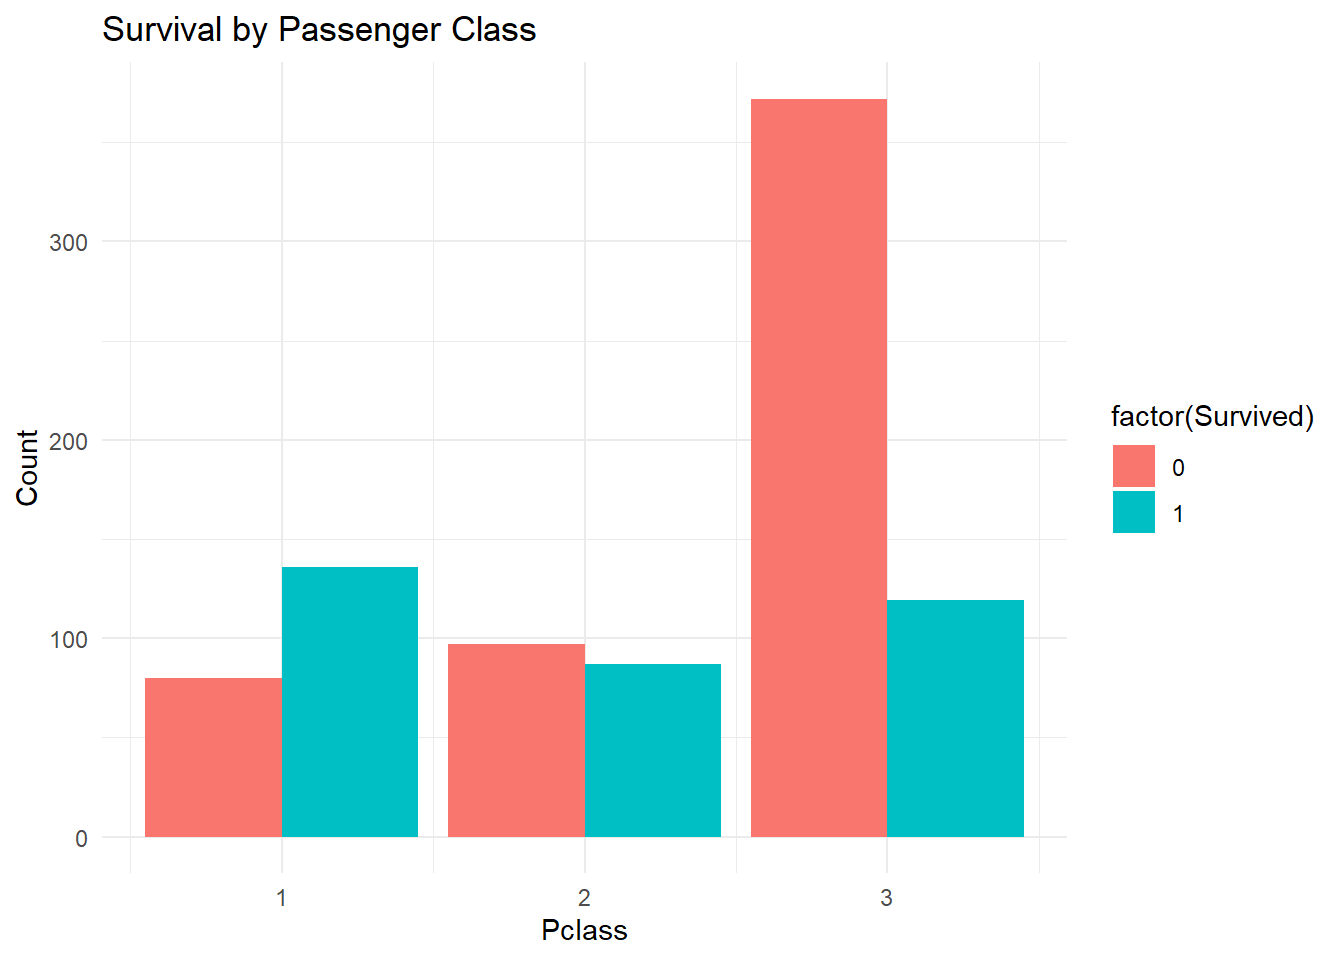 Survival by Passenger Class
Count
300
200
100
0
1
2
3
Pclass
factor(Survived)
0
1